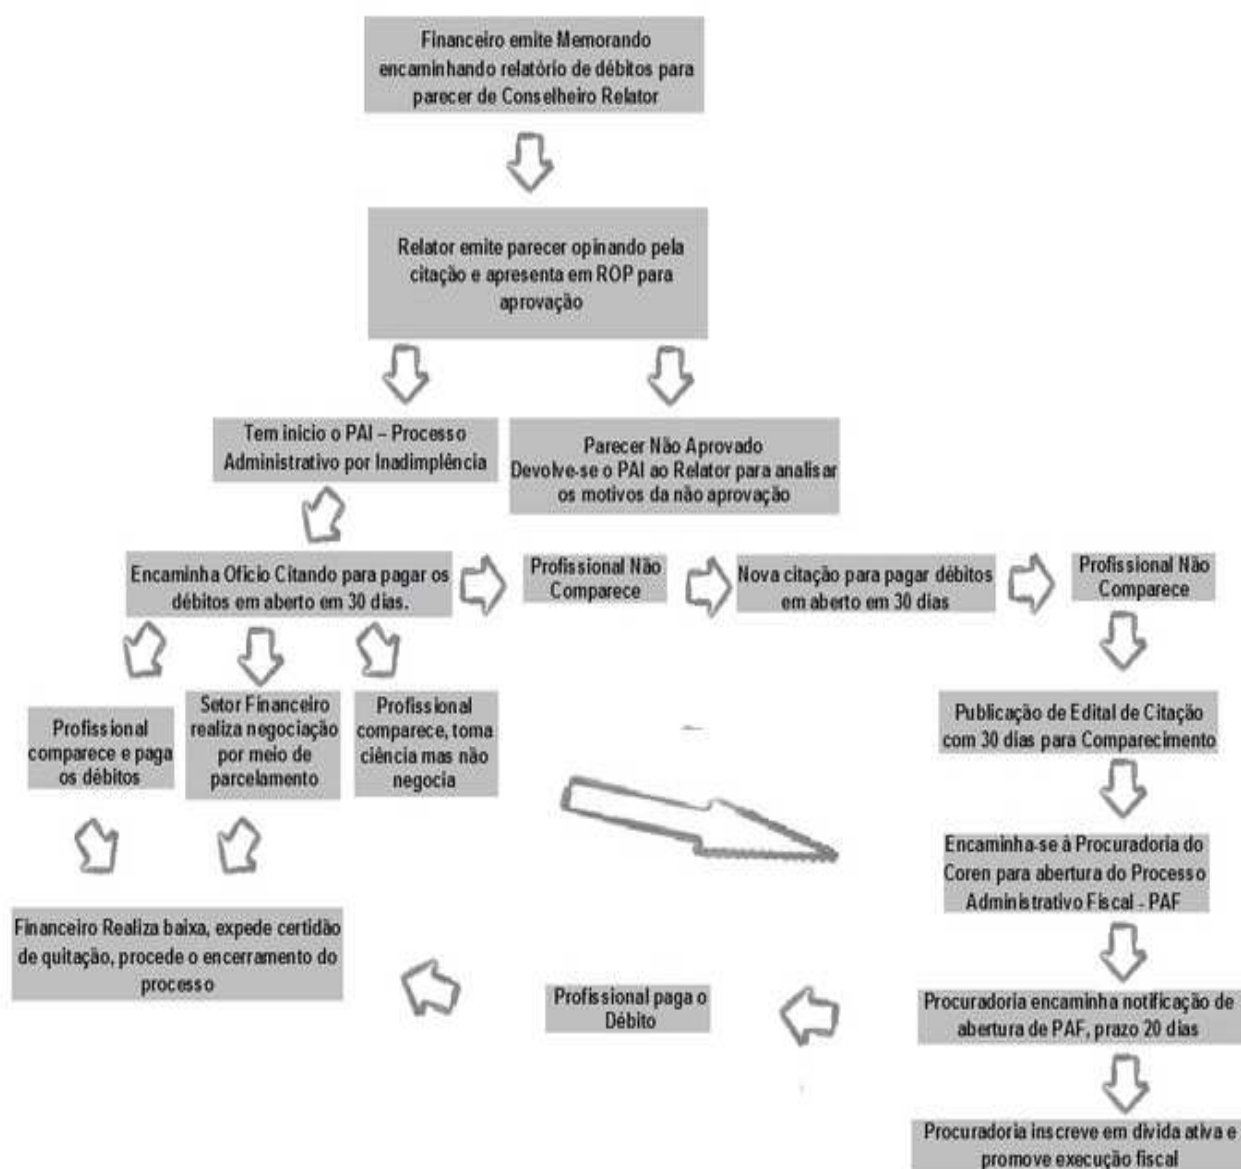 Financeiro emite Memorando
encaminhando relatório de débitos para
parecer de Conselheiro Relator
Relator emite parecer opinando pela
citação e apresenta em ROP para
aprovação
Tem inicio o PAI – Processo
Administrativo por Inadimplência
Parecer Não Aprovado
Devolve-se o PAI ao Relator para analisar
os motivos da não aprovação
Encaminha Oficio Citando para pagar os
débitos em aberto em 30 dias.
Profissional Não
Comparece
Nova citação para pagar débitos
em aberto em 30 dias
Profissional Não
Comparece
Profissional
comparece e paga
os débitos
Setor Financeiro
realiza negociação
por meio de
parcelamento
Profissional
comparece, toma
ciência mas não
negocia
Publicação de Edital de Citação
com 30 dias para Comparecimento
Encaminha-se à Procuradoria do
Coren para abertura do Processo
Administrativo Fiscal - PAF
Financeiro Realiza baixa, expede certidão
de quitação, procede o encerramento do
processo
Profissional paga o
Débito
Procuradoria encaminha notificação de
abertura de PAF, prazo 20 dias
Procuradoria inscreve em divida ativa e
promove execução fiscal